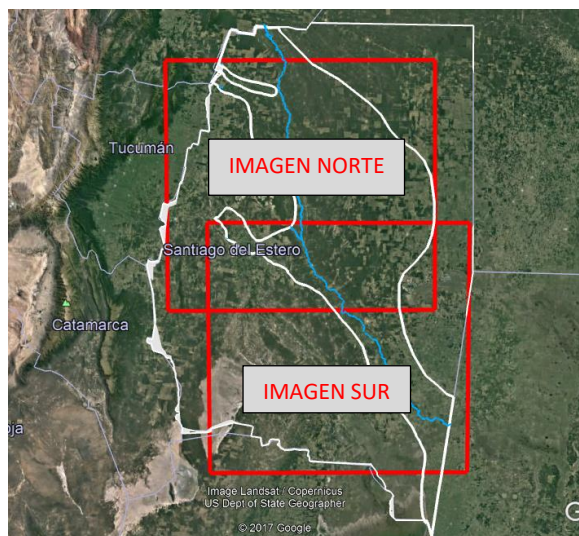 Tucumán
IMAGEN NORTE
Santiago del Estero
Catamarca
IMAGEN SUR
oja
Image Landsat / Copernicus
US Dept of State Geographer
© 2017 Google
G